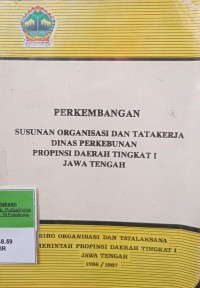 PERKEMBANGAN
SUSUNAN ORGANISASI DAN TATAKERJA
DINAS PERKEBUNAN
PROPINSI DAERAH TINGKAT I
JAWA TENGAH
BIRO ORGANISASI DAN TATALAKSANA
PEMERINTAH PROPINSI DAERAH TINGKAT I
JAWA TENGAH
1986 / 1987